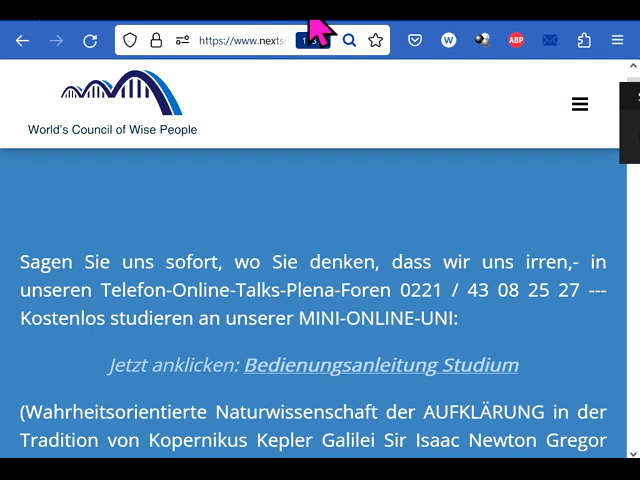 https://www.nexts
W
ABP
World's Council of Wise People
Sagen Sie uns sofort, wo Sie denken, dass wir uns irren,- in
unseren Telefon-Online-Talks-Plena-Foren 0221 / 43 08 25 27 ---
Kostenlos studieren an unserer MINI-ONLINE-UNI:
Jetzt anklicken: Bedienungsanleitung Studium
(Wahrheitsorientierte Naturwissenschaft der AUFKLÄRUNG in der
Tradition von Kopernikus Kepler Galilei Sir Isaac Newton Gregor